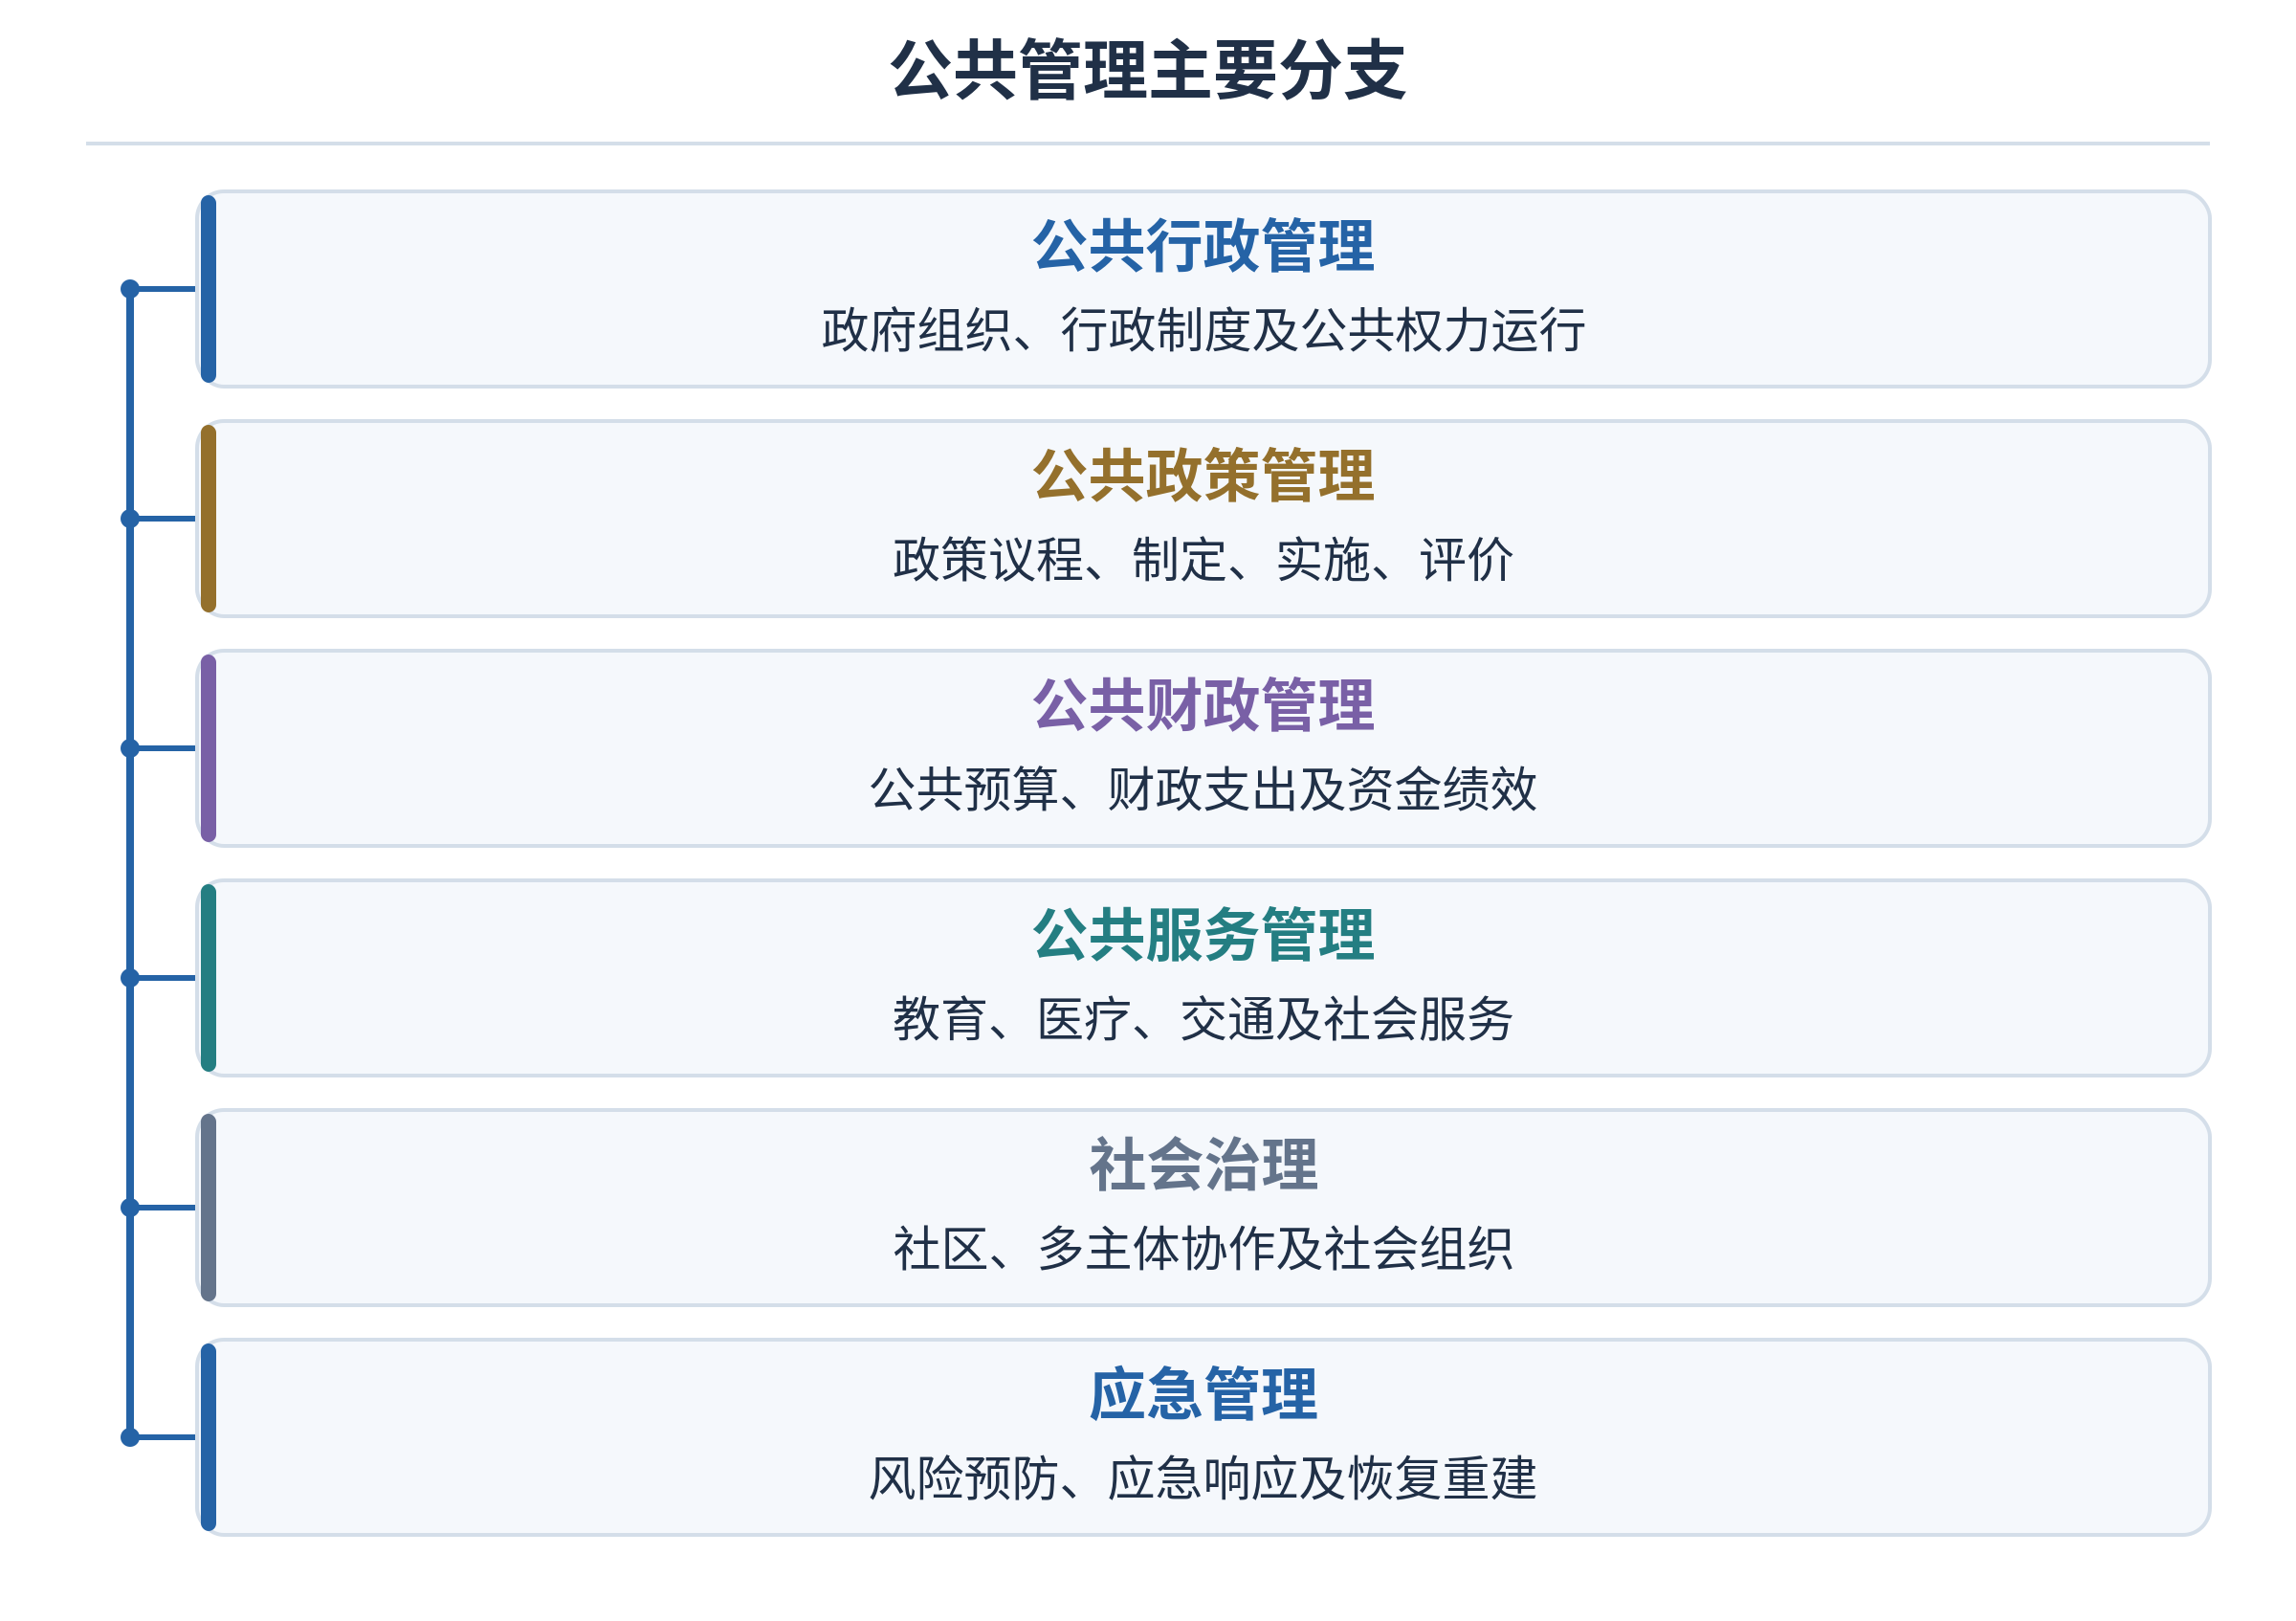 公共管理主要分支
公共行政管理
政府组织、行政制度及公共权力运行
公共政策管理
政策议程、制定、实施、评价
公共财政管理
公共预算、财政支出及资金绩效
公共服务管理
教育、医疗、交通及社会服务
社会治理
社区、多主体协作及社会组织
应急管理
风险预防、应急响应及恢复重建